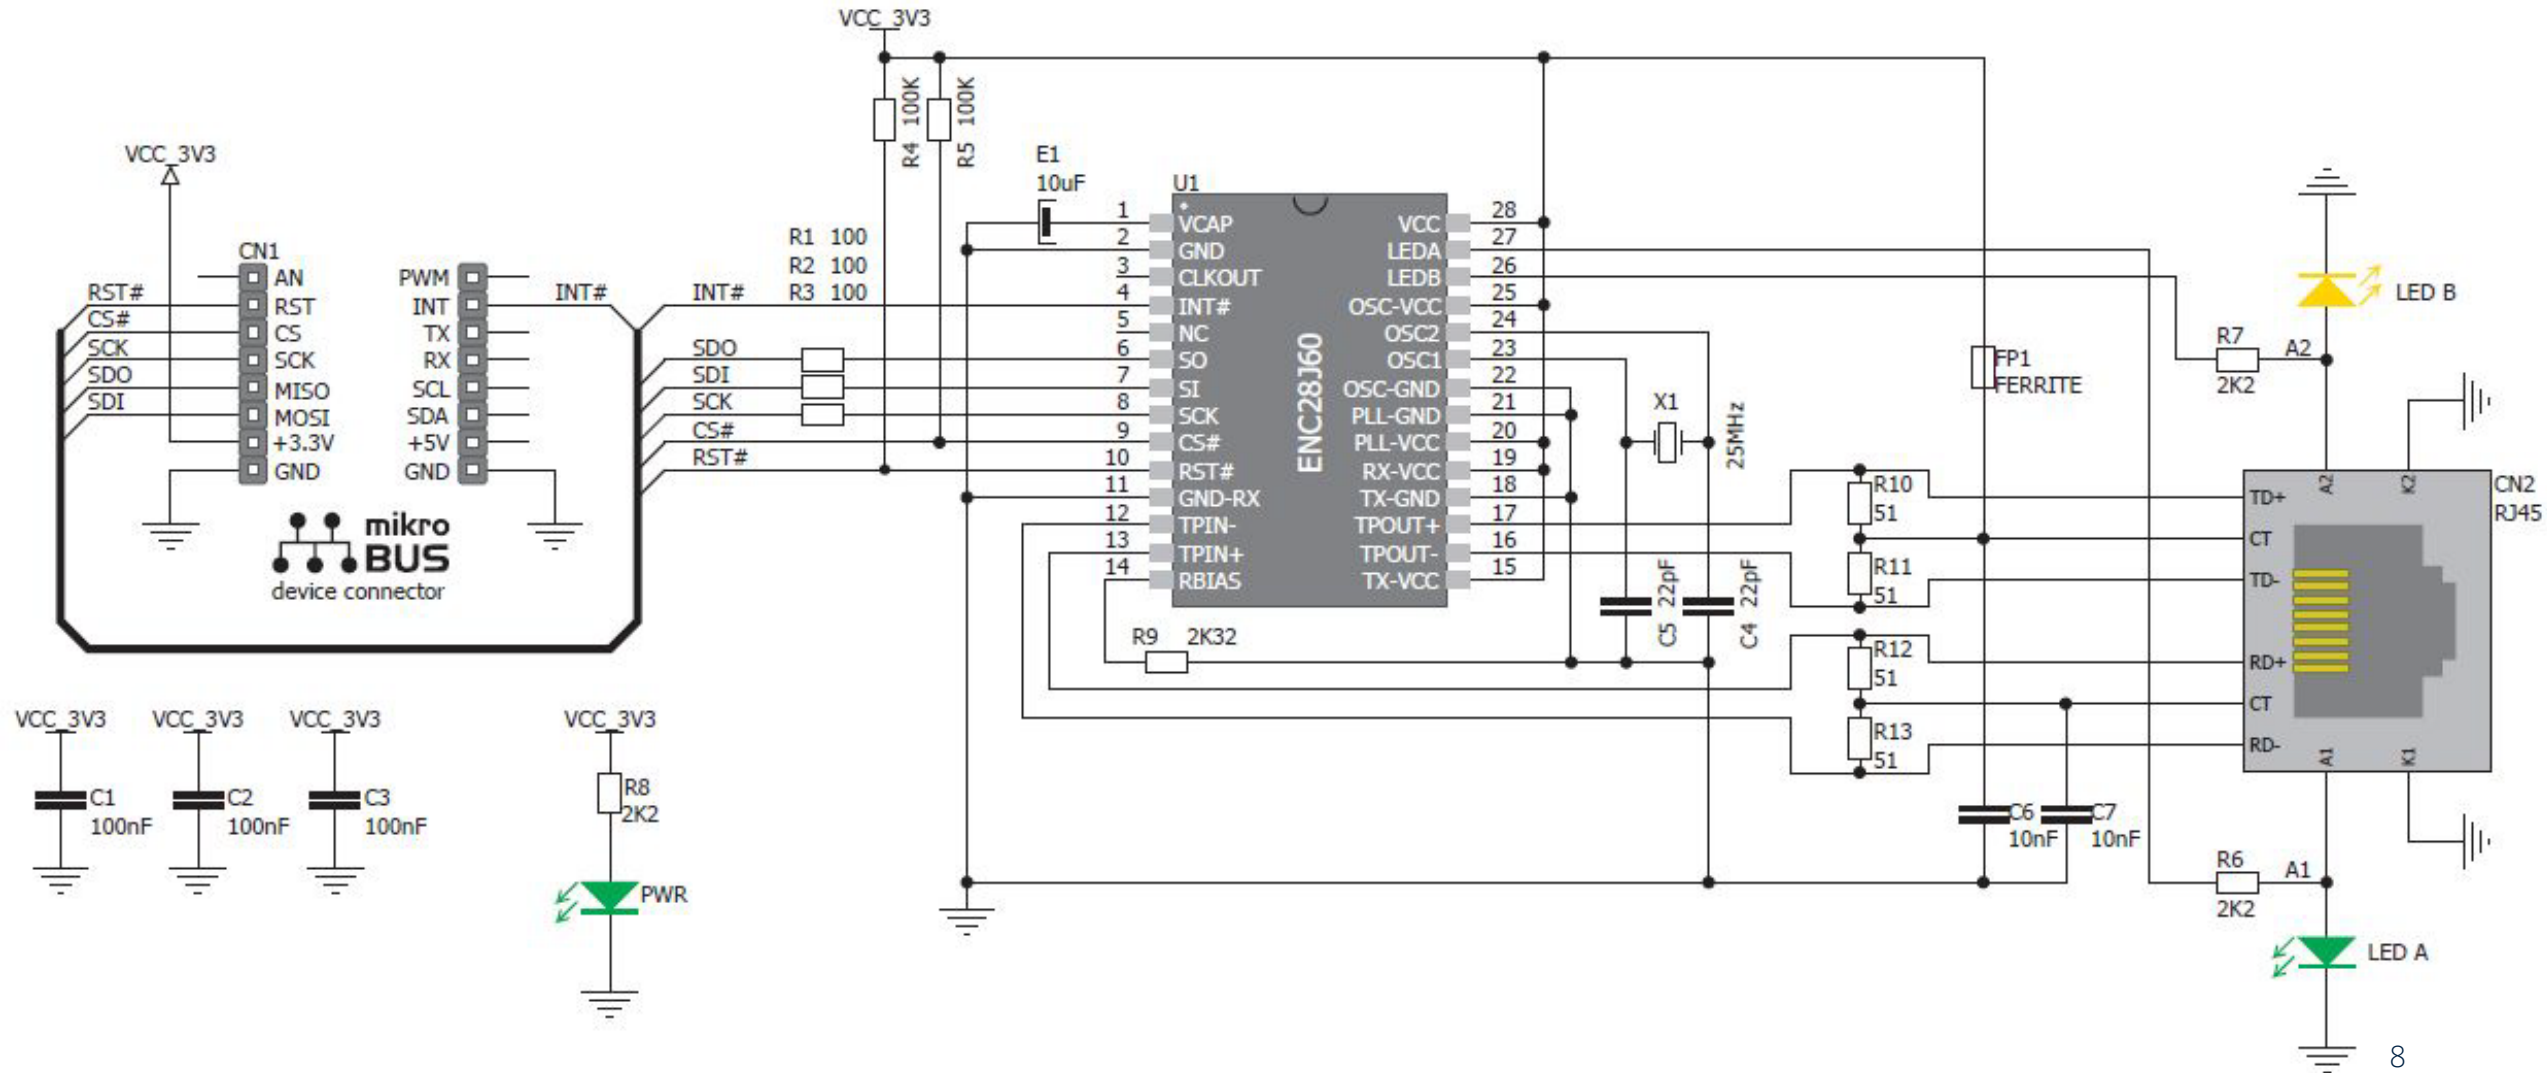 VCC_3V3
VCC_3V3
R4 100K
R5 100K
E1
10uF
U1
R1 100
R2 100
R3 100
CN1
RST#
CS#
SCK
SDO
SDI
AN
RST
CS
SCK
MISO
MOSI
+3.3V
GND
PWM
INT
TX
RX
SCL
SDA
+5V
GND
INT#
mikro
BUS
device connector
INT#
SDO
SDI
SCK
CS#
RST#
1
2
3
4
5
6
7
8
9
10
11
12
13
14
VCAP
GND
CLKOUT
INT#
NC
SO
SI
SCK
CS#
RST#
GND-RX
TPIN-
TPIN+
RBIAS
ENC28J60
VCC
LEDA
LEDB
OSC-VCC
OSC2
OSC1
OSC-GND
PLL-GND
PLL-VCC
RX-VCC
TX-GND
TPOUT+
TPOUT-
TX-VCC
28
27
26
25
24
23
22
21
20
19
18
17
16
15
X1
25MHz
C5 22pF
C4 22pF
R9 2K32
FP1
FERRITE
R10
51
R11
51
R12
51
R13
51
LED B
R7
2K2
A2
CN2
RJ45
A2
K2
TD+
CT
TD-
RD+
CT
RD-
A1
K1
C6
10nF
C7
10nF
R6
2K2
A1
LED A
VCC_3V3
C1
100nF
VCC_3V3
C2
100nF
VCC_3V3
C3
100nF
VCC_3V3
R8
2K2
PWR
8